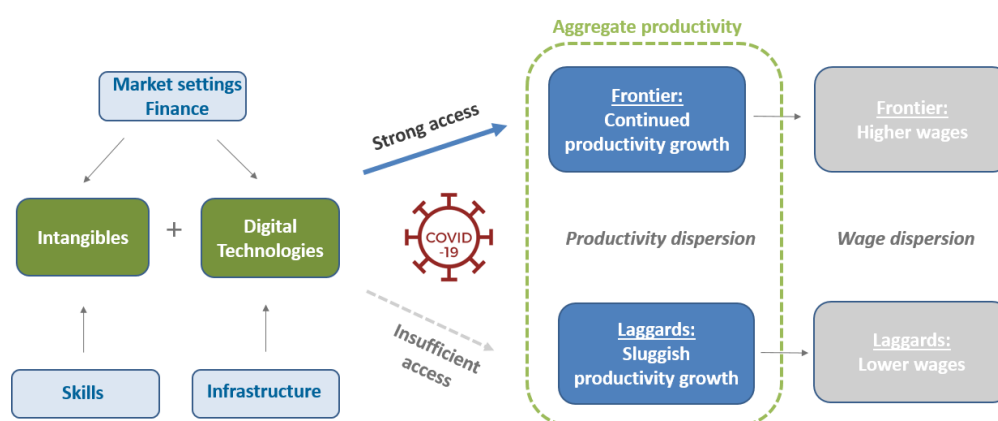 Aggregate productivity
Market settings
Finance
Strong access
Frontier:
Continued
productivity growth
Frontier:
Higher wages
Intangibles
+
Digital
Technologies
COVID
-19
Productivity dispersion
Wage dispersion
Insufficient
access
Laggards:
Sluggish
productivity growth
Laggards:
Lower wages
Skills
Infrastructure